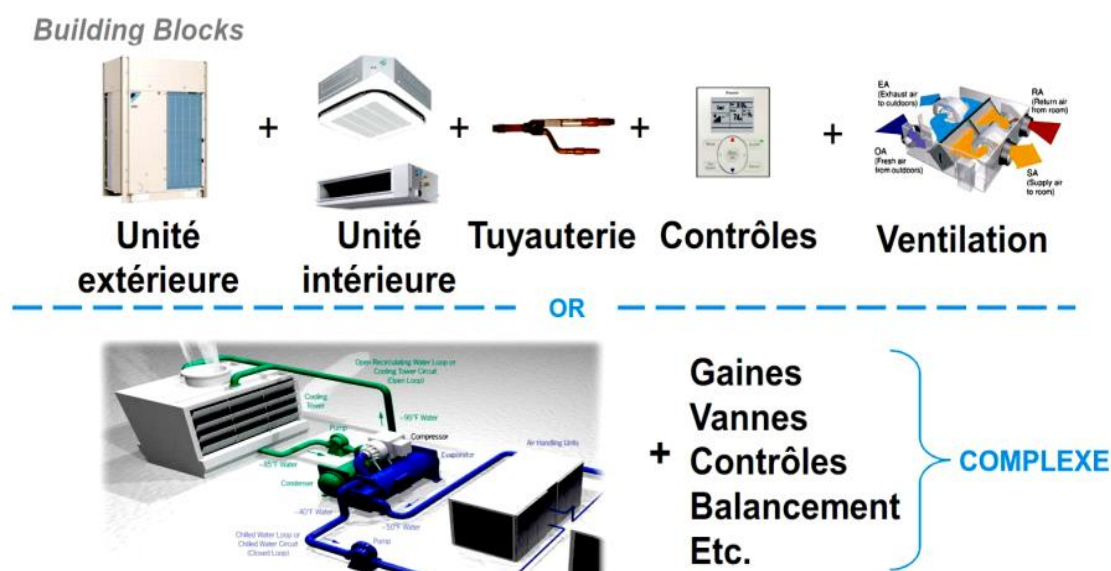 Building Blocks
EA
(Exhaust air
to outdoors)
RA
(Return air
from room)
OA
(Fresh air
from outdoors)
SA
(Supply air
to room)
+
+
+
+
Unité
extérieure
Unité
intérieure
Tuyauterie
Contrôles
Ventilation
OR
Open Recirculating Water Loop or
Cooling Tower Circuit
(Open Loop)
Cooling
Tower
~95°F Water
Pump
Compressor
~85°F Water
Evaporator
Air Handling Units
Condenser
~40°F Water
~50°F Water
Chilled Water Loop or
Chilled Water Circuit
(Closed Loop)
Pump
+
Gaines
Vannes
Contrôles
Balancement
Etc.
COMPLEXE